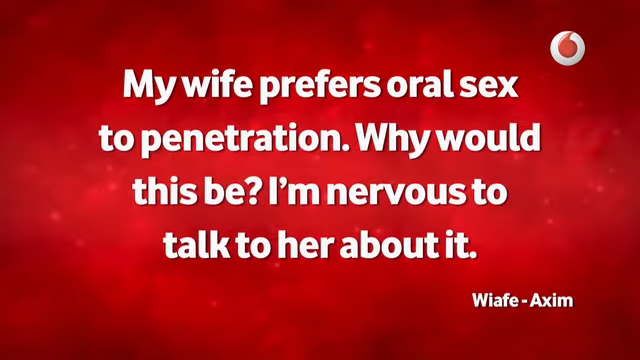 My wife prefers oral sex
to penetration. Why would
this be? I'm nervous to
talk to her about it.
Wiafe - Axim